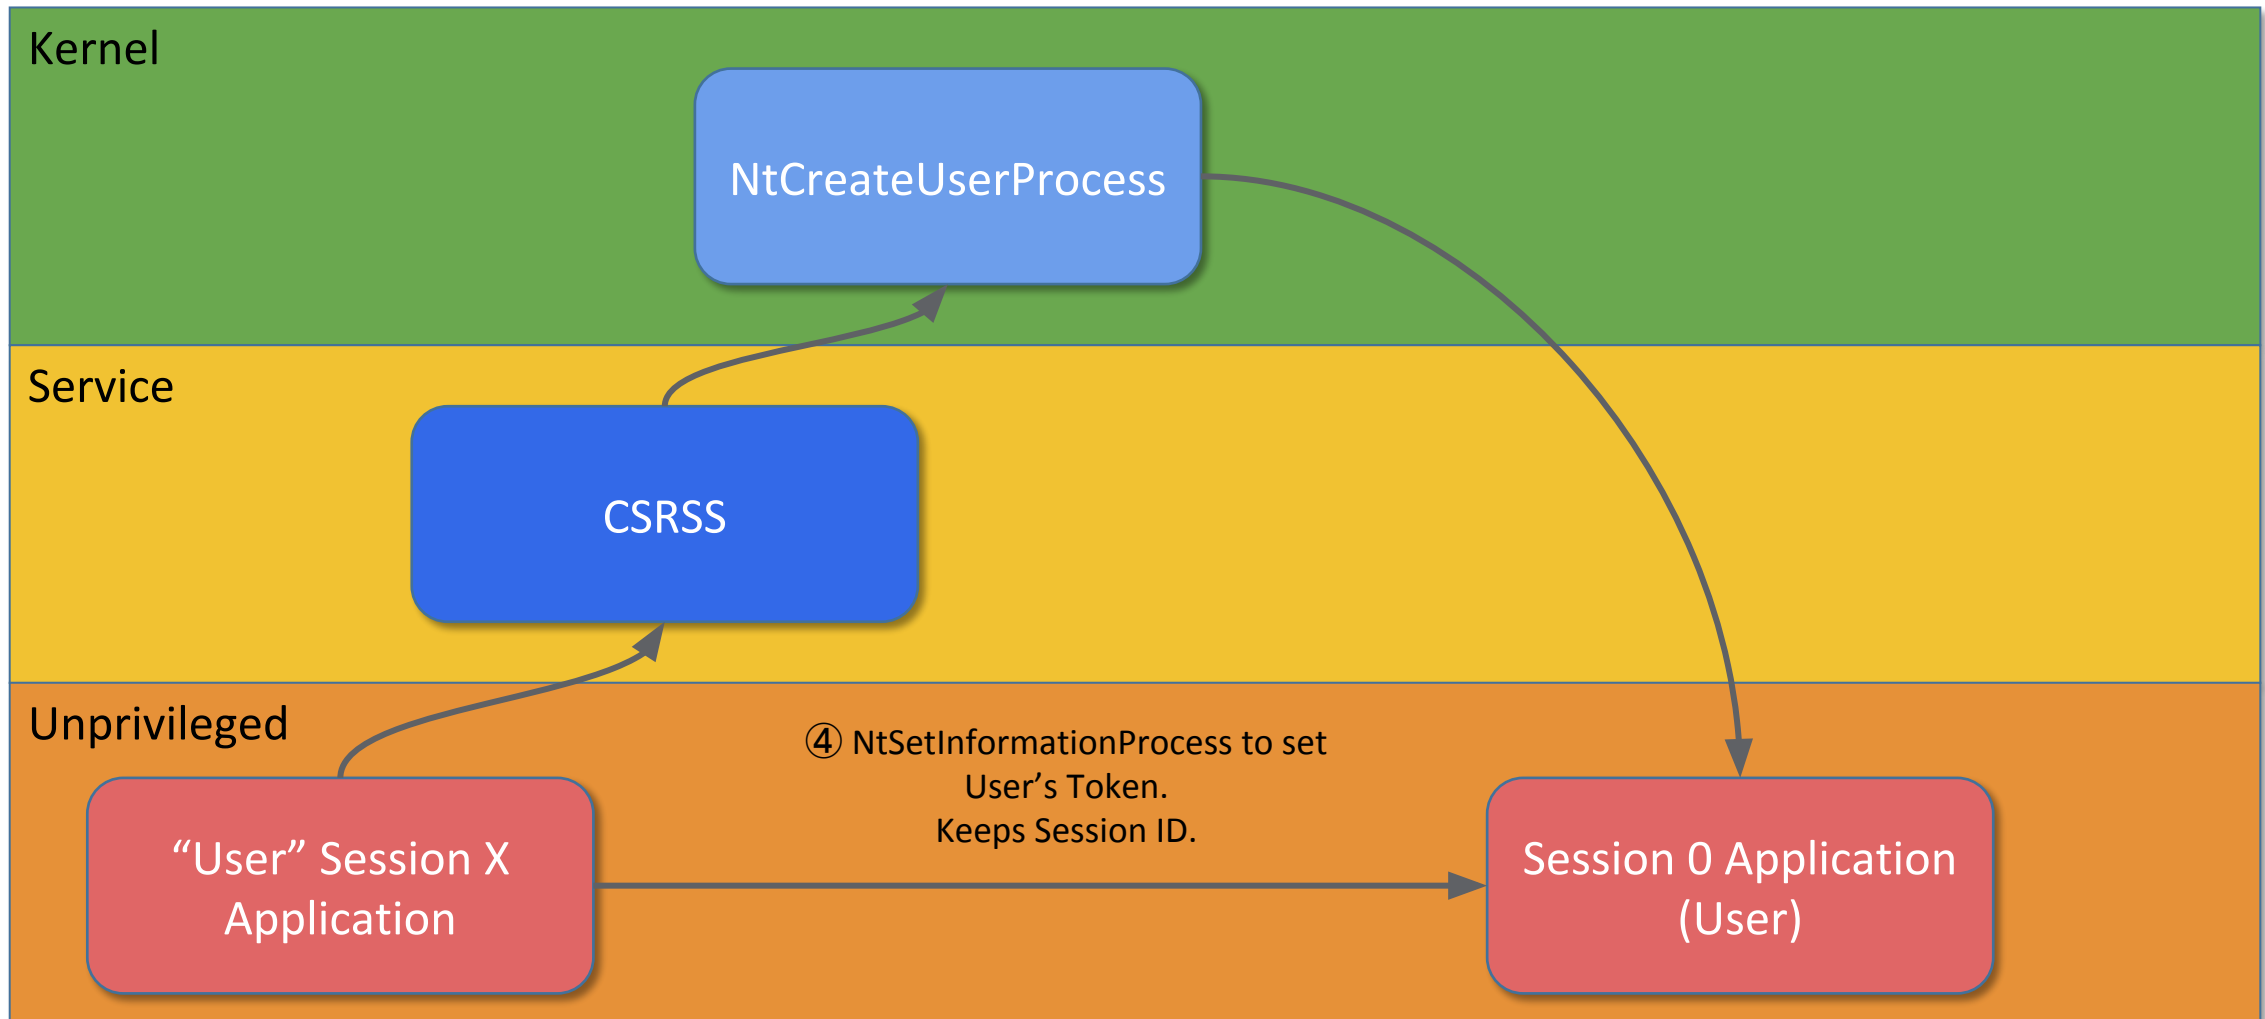 Kernel
NtCreateUserProcess
Service
CSRSS
Unprivileged
④ NtSetInformationProcess to set
User’s Token.
Keeps Session ID.
“User” Session X
Application
Session 0 Application
(User)